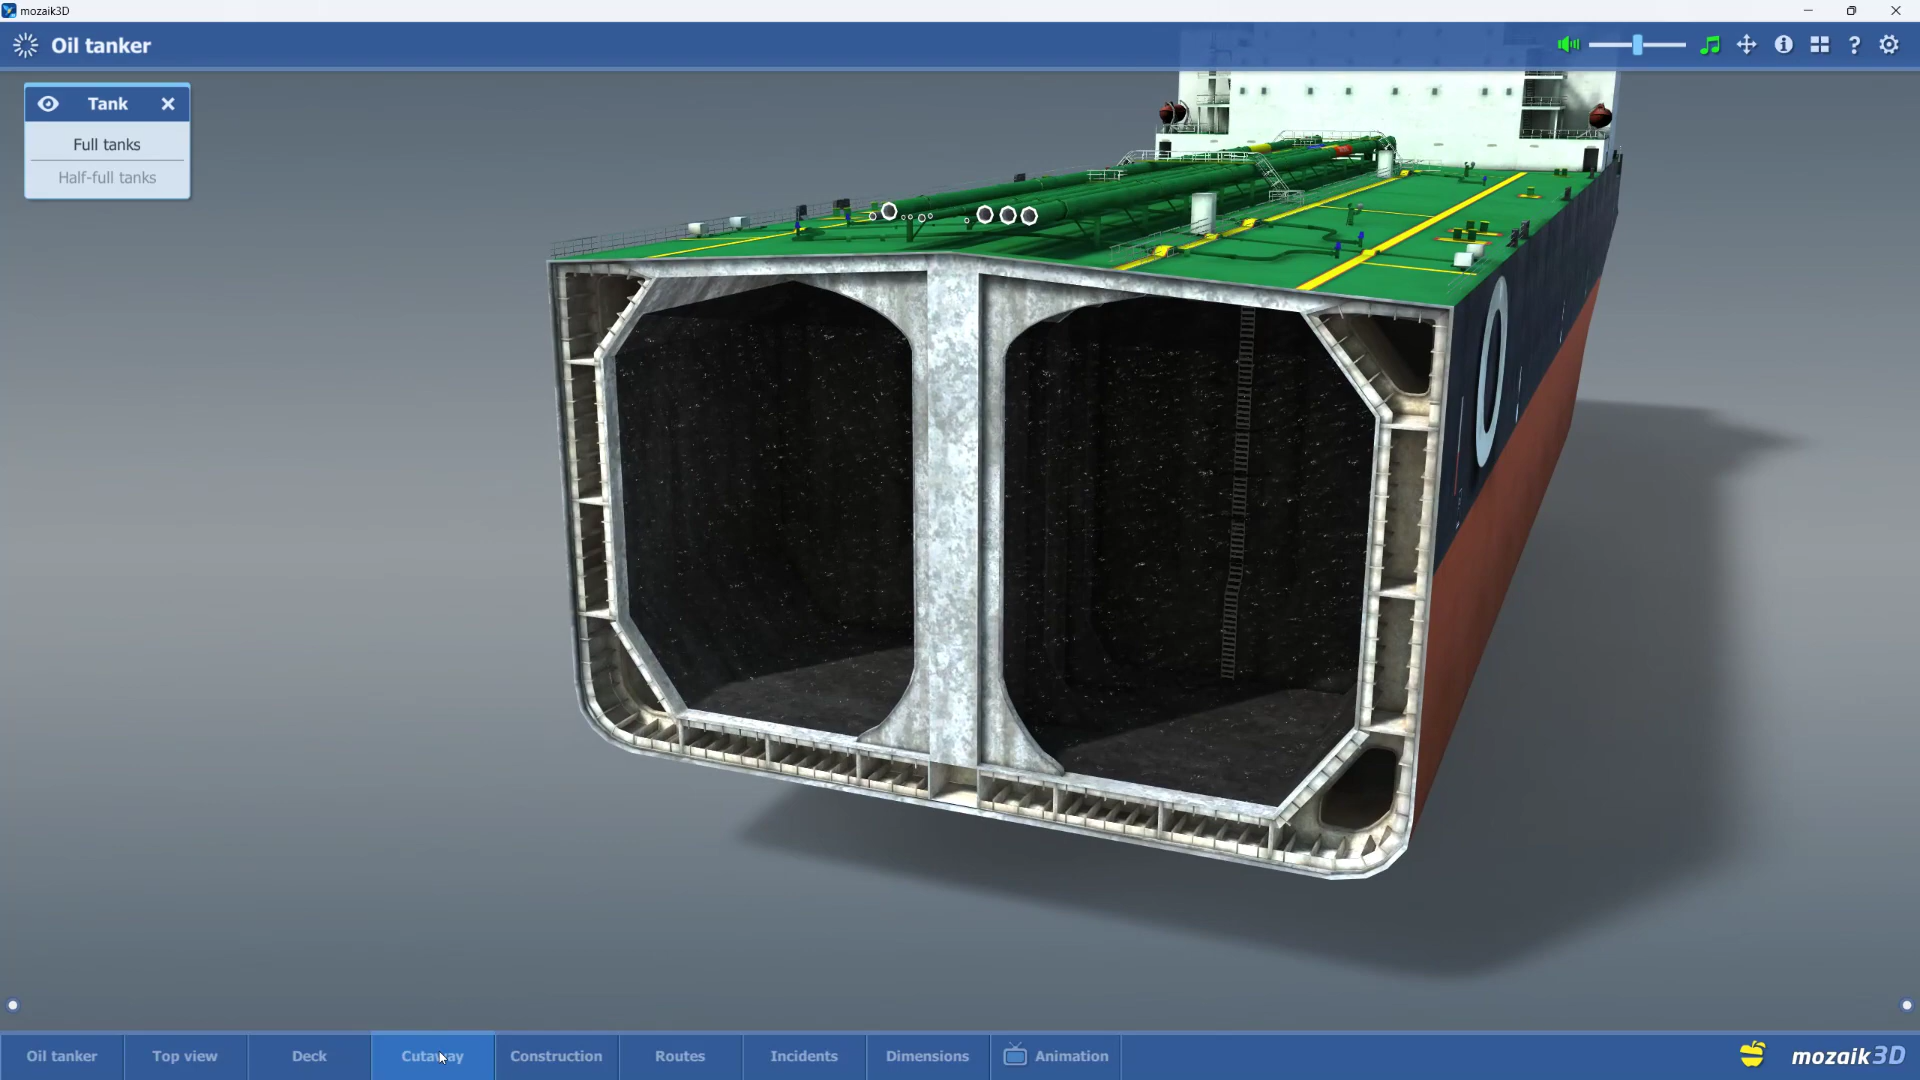 mozaik3D
Oil tanker
Tank
Full tanks
Half-full tanks
Oil tanker
Top view
Deck
Cutaway
Construction
Routes
Incidents
Dimensions
Animation
mozaik3D